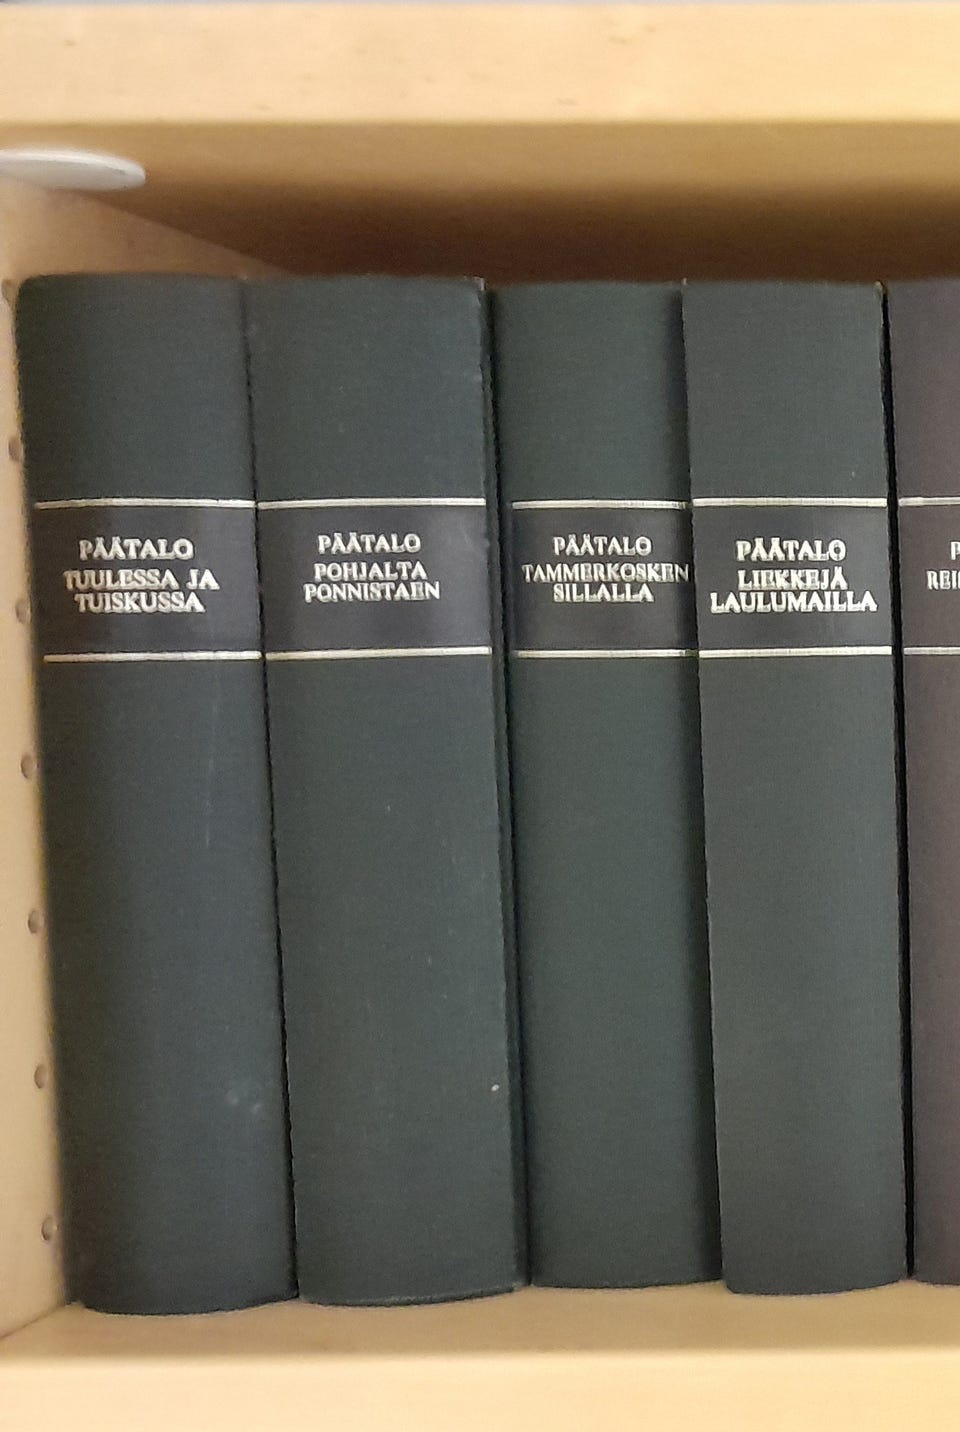 PÄÄTALO
TUULESSA JA
TUISKUSSA
PÄÄTALO
POHJALTA
PONNISTAEN
PÄÄTALO
TAMMERKOSKEN
SILLALLA
PÄÄTALO
LIEKKEJÄ
LAULUMAILLA